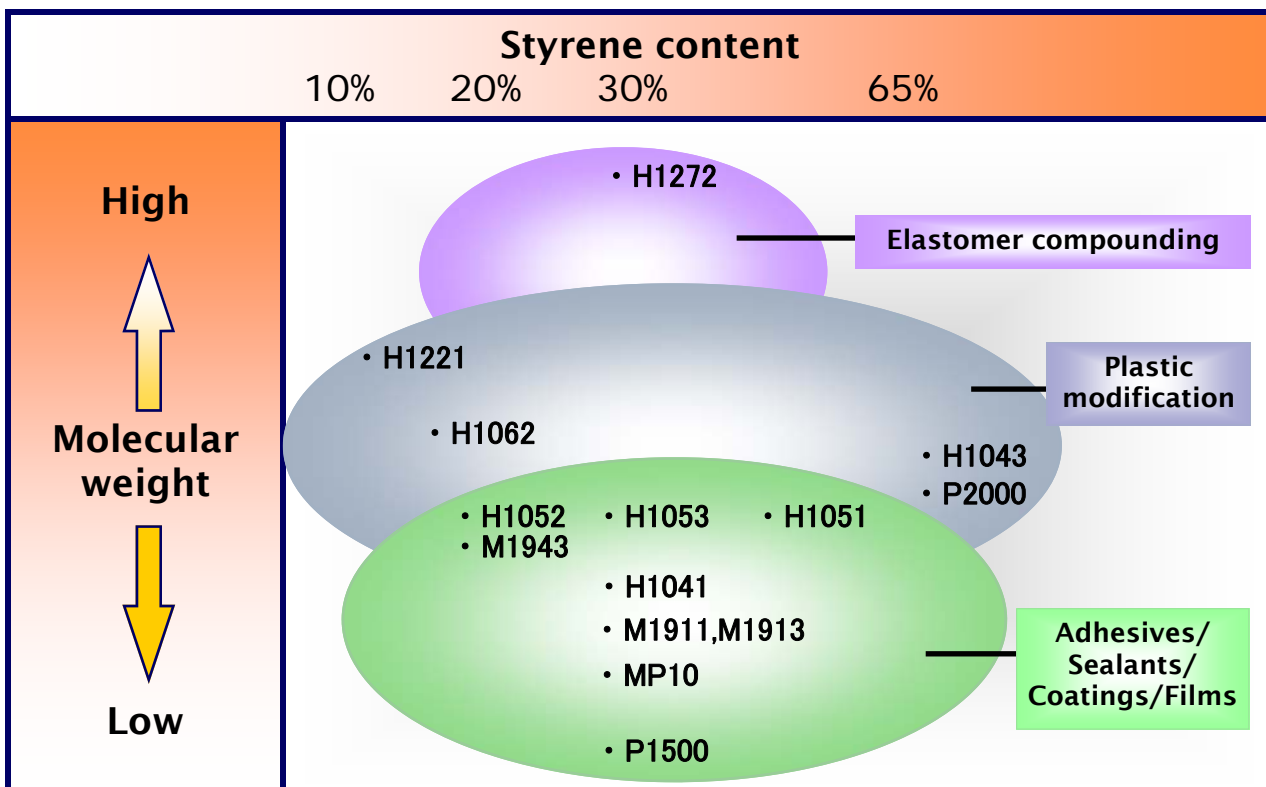 Styrene content
10% 20% 30% 65%
High
Molecular
weight
Low
・H1272
Elastomer compounding
・H1221
Plastic
modification
・H1062
・H1043
・P2000
・H1052 ・H1053 ・H1051
・M1943
・H1041
・M1911,M1913
・MP10
・P1500
Adhesives/
Sealants/
Coatings/Films